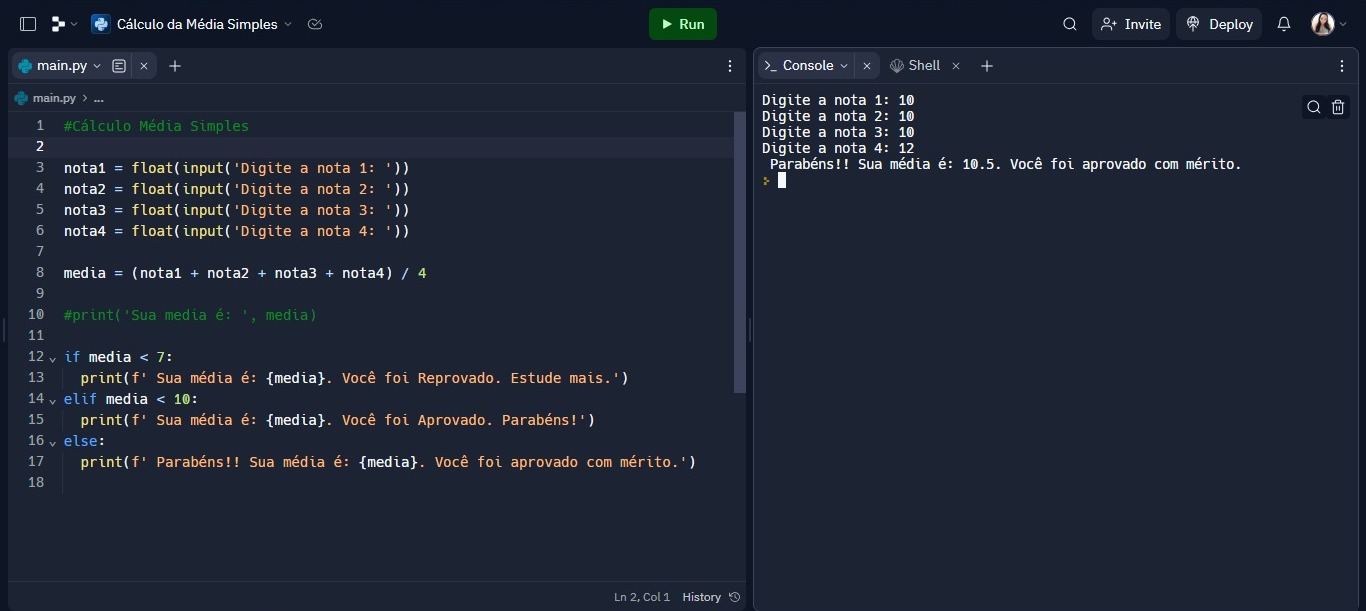 Cálculo da Média Simples
Run
Invite
Deploy
main.py
Console
Shell
main.py > ...
1 #Cálculo Média Simples
2
3 nota1 = float(input('Digite a nota 1: '))
4 nota2 = float(input('Digite a nota 2: '))
5 nota3 = float(input('Digite a nota 3: '))
6 nota4 = float(input('Digite a nota 4: '))
7
8 media = (nota1 + nota2 + nota3 + nota4) / 4
9
10 #print('Sua media é: ', media)
11
12 if media < 7:
13 print(f' Sua média é: {media}. Você foi Reprovado. Estude mais.')
14 elif media < 10:
15 print(f' Sua média é: {media}. Você foi Aprovado. Parabéns!')
16 else:
17 print(f' Parabéns!! Sua média é: {media}. Você foi aprovado com mérito.')
18
Ln 2, Col 1 History
Digite a nota 1: 10
Digite a nota 2: 10
Digite a nota 3: 10
Digite a nota 4: 12
Parabéns!! Sua média é: 10.5. Você foi aprovado com mérito.